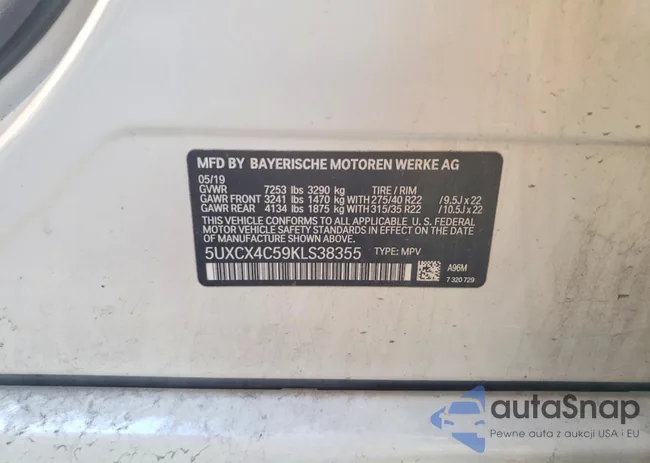 MFD BY BAYERISCHE MOTOREN WERKE AG
05/19
GVWR 7253 lbs 3290 kg TIRE / RIM
GAWR FRONT 3241 lbs 1470 kg WITH 275/40 R22 /9.5J x 22
GAWR REAR 4134 lbs 1875 kg WITH 315/35 R22 /10.5J x 22
THIS VEHICLE CONFORMS TO ALL APPLICABLE U.S. FEDERAL
MOTOR VEHICLE SAFETY STANDARDS IN EFFECT ON THE
DATE OF MANUFACTURE SHOWN ABOVE.
5UXCX4C59KLS38355 TYPE: MPV
A96M
7 320 729
autoSnap
Pewne auta z aukcji USA i EU